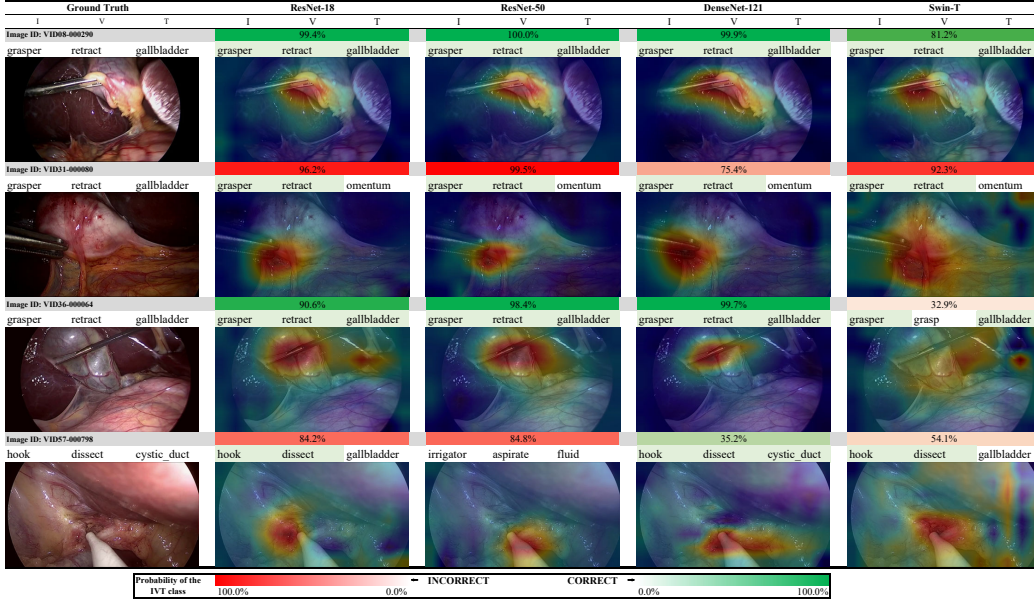 Ground Truth ResNet-18 ResNet-50 DenseNet-121 Swin-T
I V T I V T I V T I V T I V T
Image ID: VID08-000290 99.4% 100.0% 99.9% 81.2%
grasper retract gallbladder grasper retract gallbladder grasper retract gallbladder grasper retract gallbladder grasper retract gallbladder
Image ID: VID31-000080 96.2% 99.5% 75.4% 92.3%
grasper retract gallbladder grasper retract omentum grasper retract omentum grasper retract omentum grasper retract omentum
Image ID: VID36-000064 90.6% 98.4% 99.7% 32.9%
grasper retract gallbladder grasper retract gallbladder grasper retract gallbladder grasper retract gallbladder grasper grasp gallbladder
Image ID: VID57-000798 84.2% 84.8% 35.2% 54.1%
hook dissect cystic_duct hook dissect gallbladder irrigator aspirate fluid hook dissect cystic_duct hook dissect gallbladder
Probability of the IVT class
← INCORRECT CORRECT →
100.0% 0.0% 0.0% 100.0%